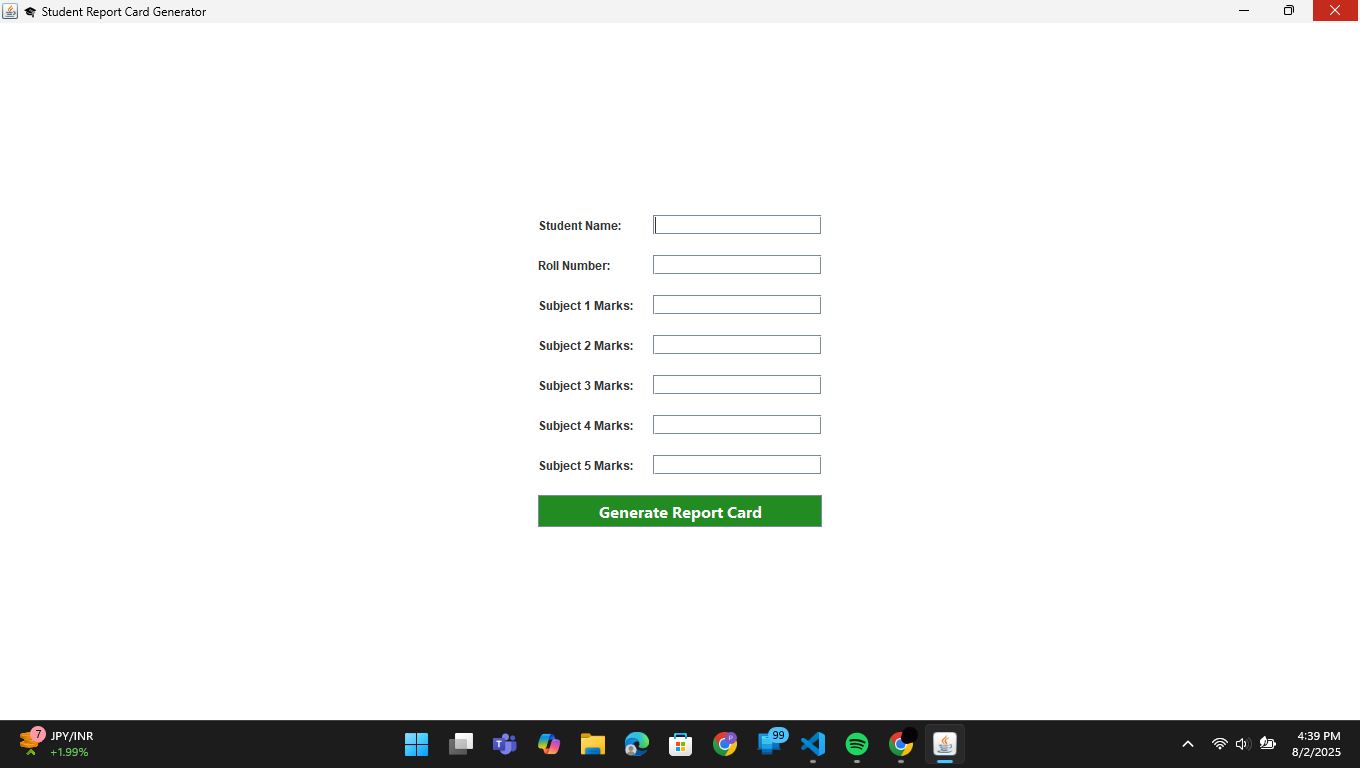 Student Report Card Generator
Student Name:
Roll Number:
Subject 1 Marks:
Subject 2 Marks:
Subject 3 Marks:
Subject 4 Marks:
Subject 5 Marks:
Generate Report Card
7
JPY/INR
+1.99%
T
P
99
4:39 PM
8/2/2025